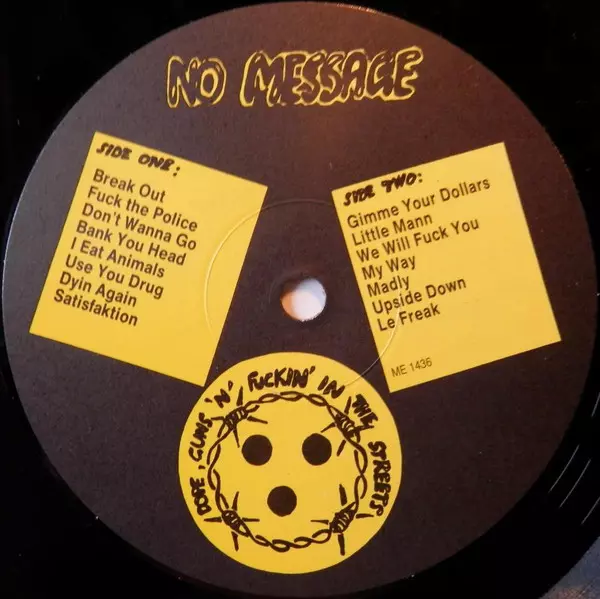 NO MESSAGE
SIDE ONE:
Break Out
Fuck the Police
Don't Wanna Go
Bank You Head
I Eat Animals
Use You Drug
Dyin Again
Satisfaktion
SIDE TWO:
Gimme Your Dollars
Little Mann
We Will Fuck You
My Way
Madly
Upside Down
Le Freak
ME 1436
DOPE, GUNS 'N' FUCKIN' IN THE STREETS